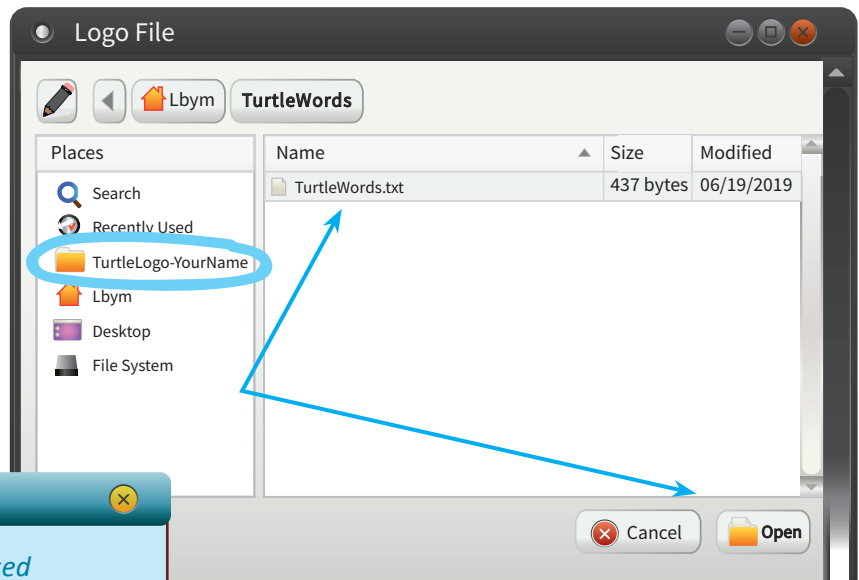 Logo File
Lbym TurtleWords
Places Name Size Modified
Search TurtleWords.txt 437 bytes 06/19/2019
Recently Used
TurtleLogo-YourName
Lbym
Desktop
File System
Cancel Open